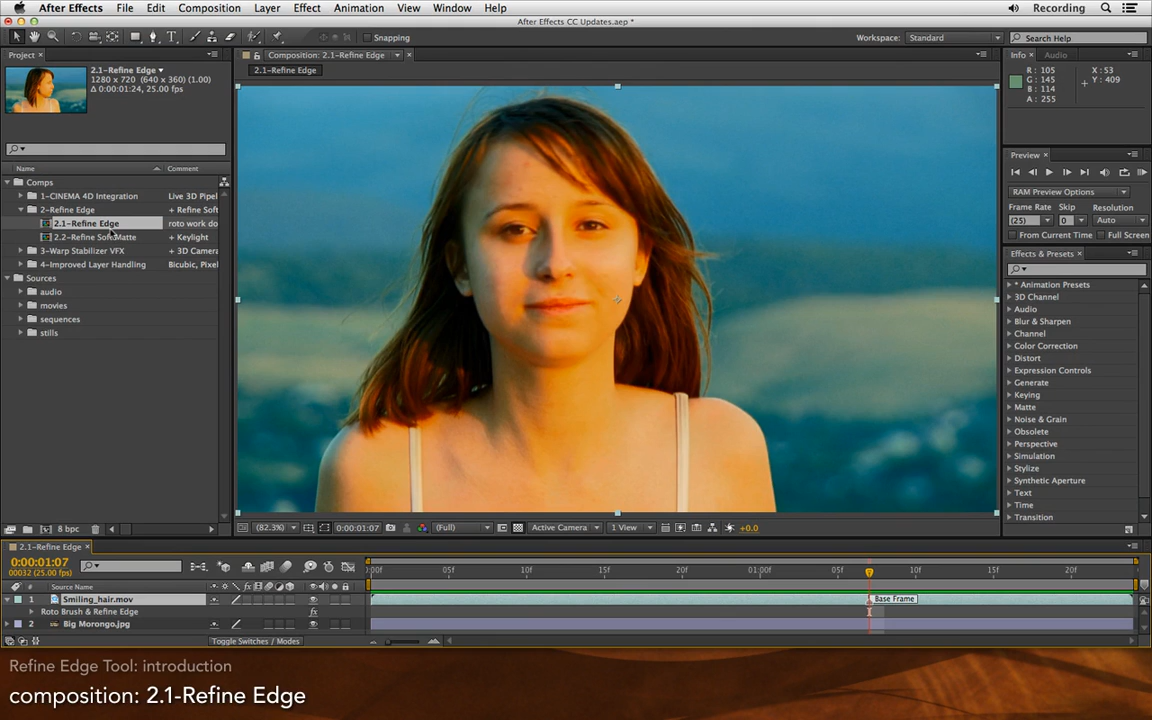 After Effects File Edit Composition Layer Effect Animation View Window Help Recording
After Effects CC Updates.aep *
Snapping Workspace: Standard Search Help
Project × Composition: 2.1-Refine Edge × Info × Audio
2.1-Refine Edge
1280 x 720 (640 x 360) (1.00)
Δ 0:00:01:24, 25.00 fps)
2.1-Refine Edge
R : 105 X : 53
G : 145 Y : 409
B : 114
A : 255
Preview ×
RAM Preview Options
Frame Rate Skip Resolution
(25) 0 Auto
From Current Time Full Screen
Name Comment
Comps
1-CINEMA 4D Integration Live 3D Pipel
2-Refine Edge + Refine Soft
2.1-Refine Edge roto work do
2.2-Refine Soft Matte + Keylight
3-Warp Stabilizer VFX + 3D Camera
4-Improved Layer Handling Bicubic, Pixel
Sources
audio
movies
sequences
stills
Effects & Presets ×
* Animation Presets
3D Channel
Audio
Blur & Sharpen
Channel
Color Correction
Distort
Expression Controls
Generate
Keying
Matte
Noise & Grain
Obsolete
Perspective
Simulation
Stylize
Synthetic Aperture
Text
Time
Transition
8 bpc (82.3%) 0:00:01:07 (Full) Active Camera 1 View +0.0
2.1-Refine Edge ×
0:00:01:07
00032 (25.00 fps)
:00f 05f 10f 15f 20f 01:00f 05f 10f 15f 20f
# Source Name
1 Smiling_hair.mov Base Frame
Roto Brush & Refine Edge
2 Big Morongo.jpg
Toggle Switches / Modes
Refine Edge Tool: introduction
composition: 2.1-Refine Edge